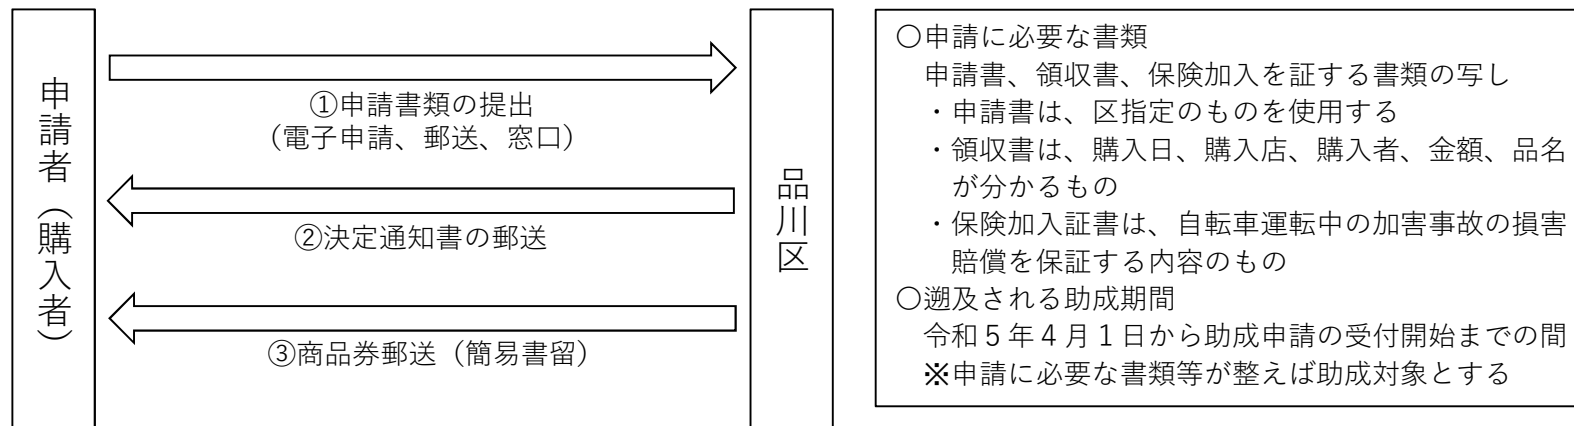 申請者（購入者）
①申請書類の提出
（電子申請、郵送、窓口）
②決定通知書の郵送
③商品券郵送（簡易書留）
品川区
〇申請に必要な書類
申請書、領収書、保険加入を証する書類の写し
・申請書は、区指定のものを使用する
・領収書は、購入日、購入店、購入者、金額、品名
が分かるもの
・保険加入証書は、自転車運転中の加害事故の損害
賠償を保証する内容のもの
〇遡及される助成期間
令和５年４月１日から助成申請の受付開始までの間
※申請に必要な書類等が整えば助成対象とする